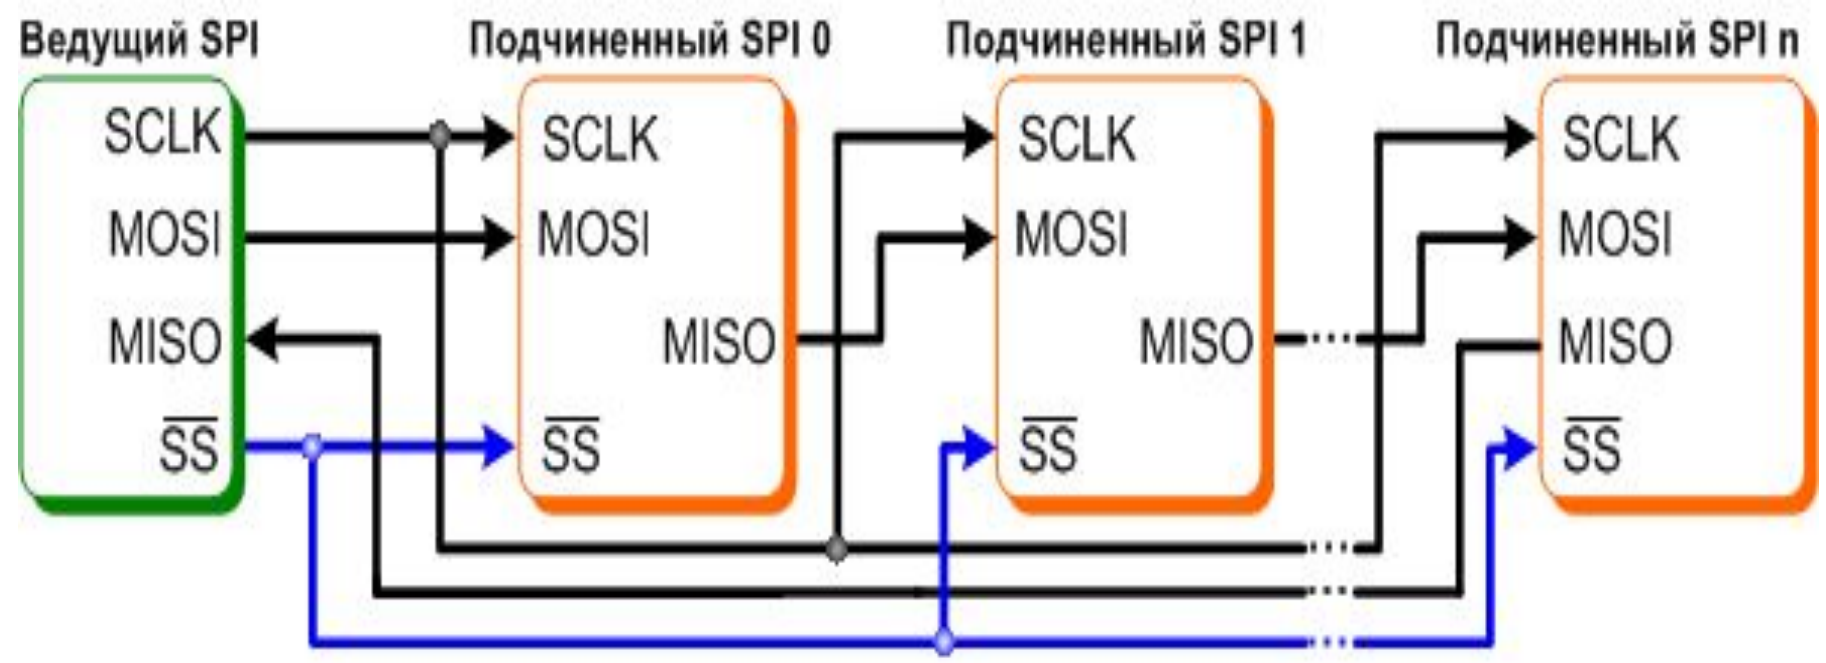 Ведущий SPI
SCLK
MOSI
MISO
SS
Подчиненный SPI 0
SCLK
MOSI
MISO
SS
Подчиненный SPI 1
SCLK
MOSI
MISO
SS
Подчиненный SPI n
SCLK
MOSI
MISO
SS